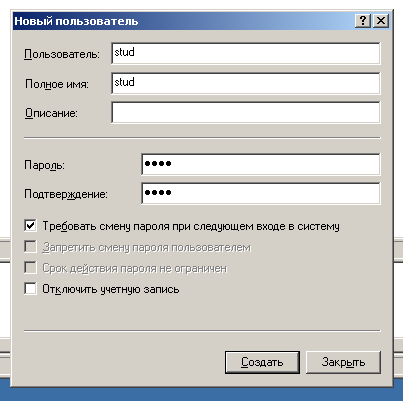 Новый пользователь
Пользователь: stud
Полное имя: stud
Описание:
Пароль: ●●●●
Подтверждение: ●●●●
Требовать смену пароля при следующем входе в систему
Запретить смену пароля пользователем
Срок действия пароля не ограничен
Отключить учетную запись
Создать Закрыть